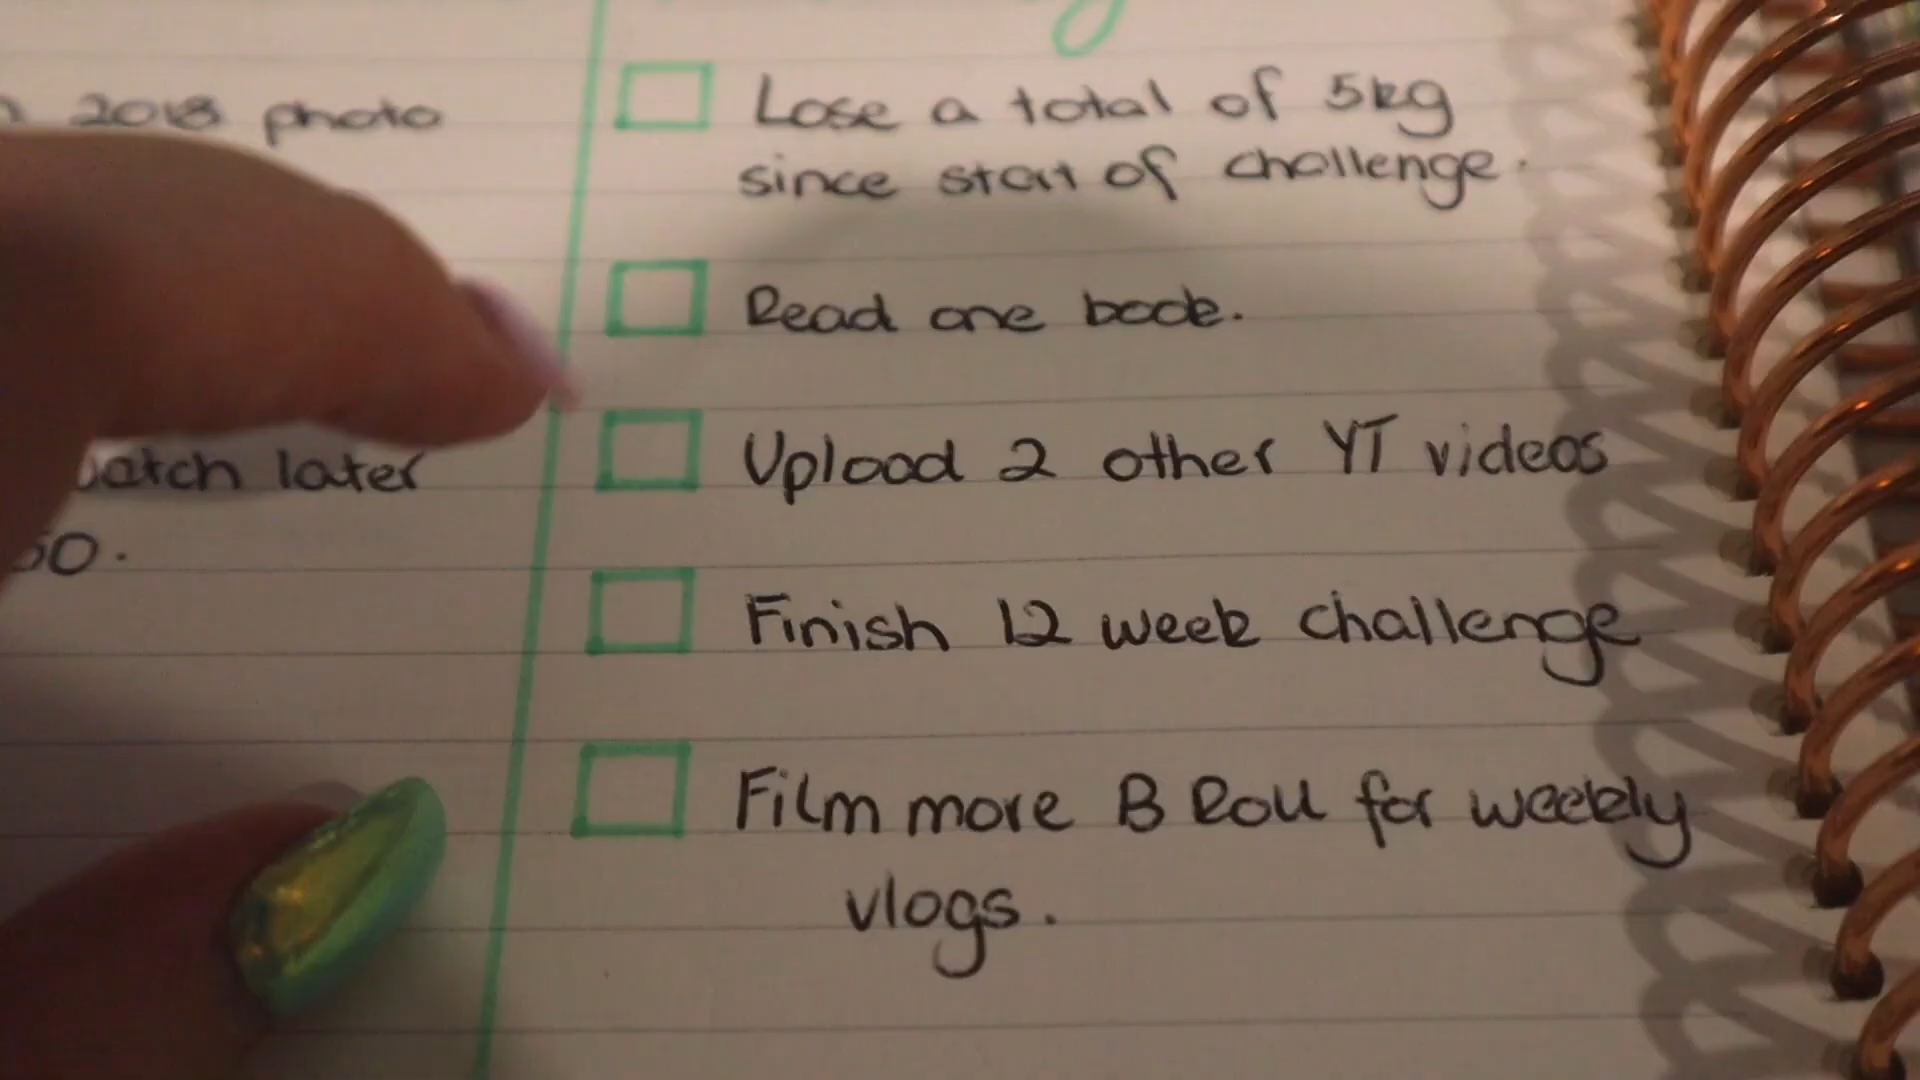 2018 photo
later
Lose a total of 5kg
since start of challenge.
Read one book.
Upload 2 other YT videos
Finish 12 week challenge
Film more B Roll for weekly
vlogs.